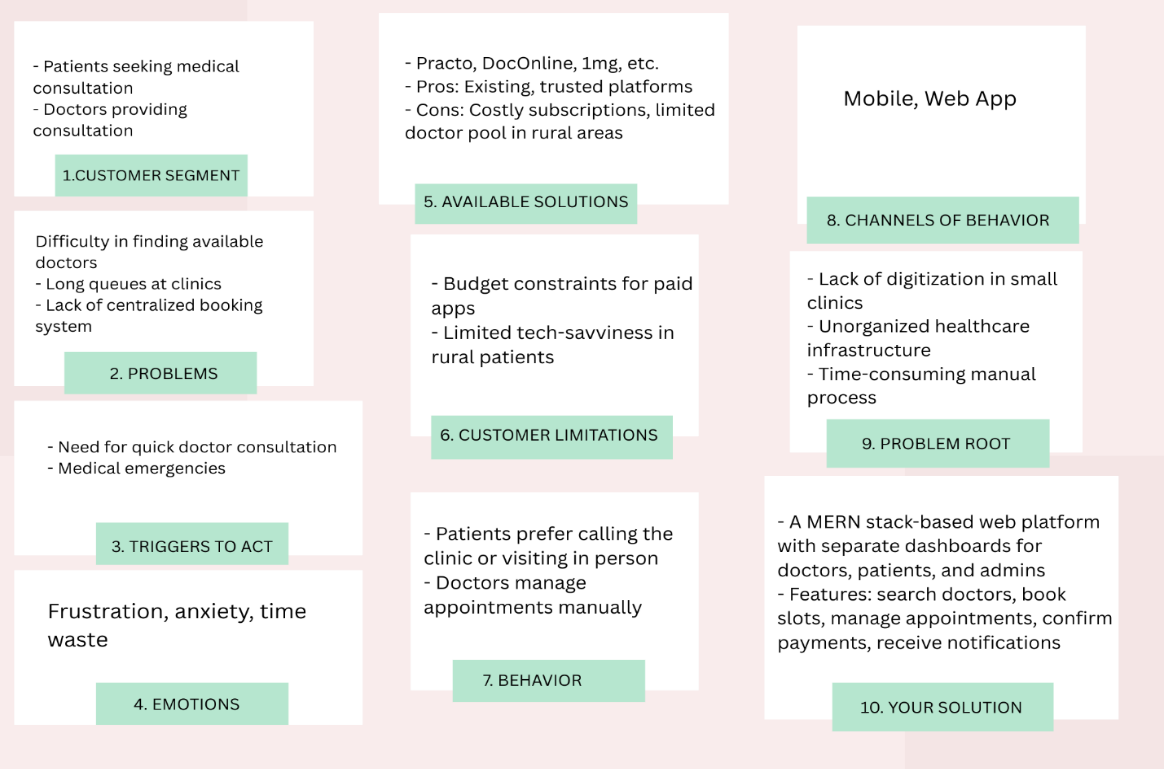 - Patients seeking medical
consultation
- Doctors providing
consultation
1.CUSTOMER SEGMENT
Difficulty in finding available
doctors
- Long queues at clinics
- Lack of centralized booking
system
2. PROBLEMS
- Need for quick doctor consultation
- Medical emergencies
3. TRIGGERS TO ACT
Frustration, anxiety, time
waste
4. EMOTIONS
- Practo, DocOnline, 1mg, etc.
- Pros: Existing, trusted platforms
- Cons: Costly subscriptions, limited
doctor pool in rural areas
5. AVAILABLE SOLUTIONS
- Budget constraints for paid
apps
- Limited tech-savviness in
rural patients
6. CUSTOMER LIMITATIONS
- Patients prefer calling the
clinic or visiting in person
- Doctors manage
appointments manually
7. BEHAVIOR
Mobile, Web App
8. CHANNELS OF BEHAVIOR
- Lack of digitization in small
clinics
- Unorganized healthcare
infrastructure
- Time-consuming manual
process
9. PROBLEM ROOT
- A MERN stack-based web platform
with separate dashboards for
doctors, patients, and admins
- Features: search doctors, book
slots, manage appointments, confirm
payments, receive notifications
10. YOUR SOLUTION